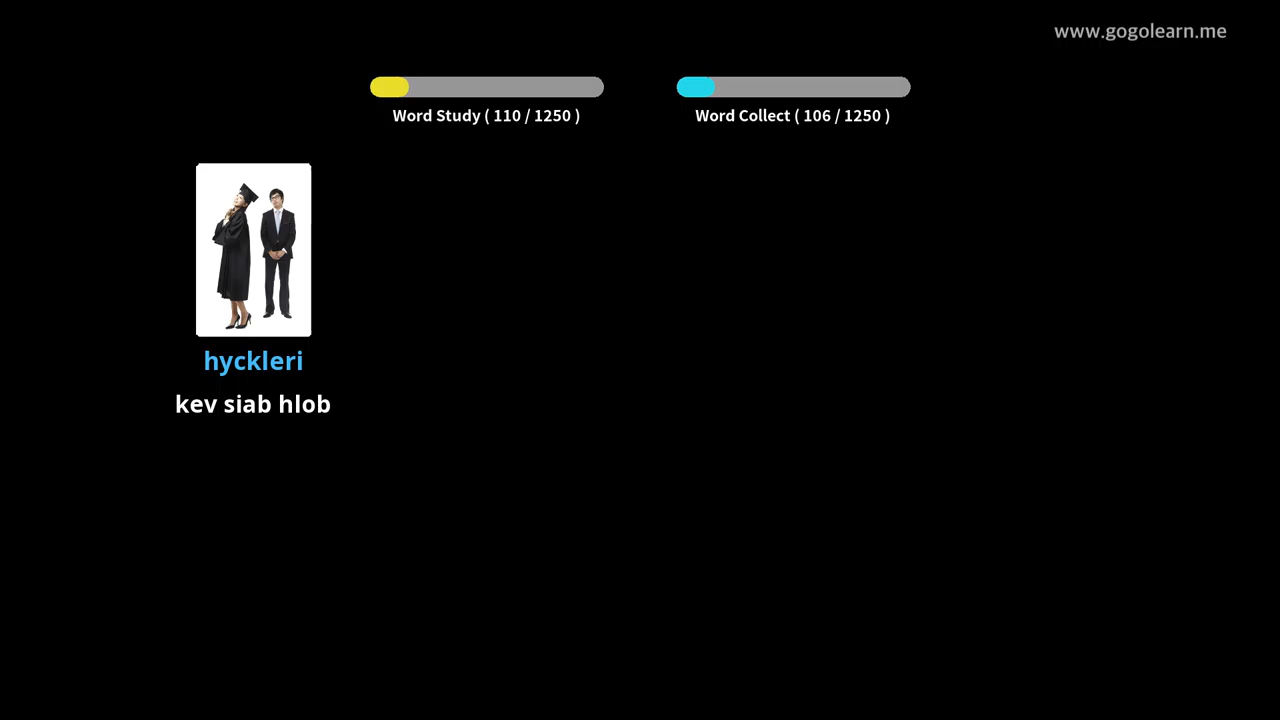 www.gogolearn.me
Word Study ( 110 / 1250 )
Word Collect ( 106 / 1250 )
hyckleri
kev siab hlob